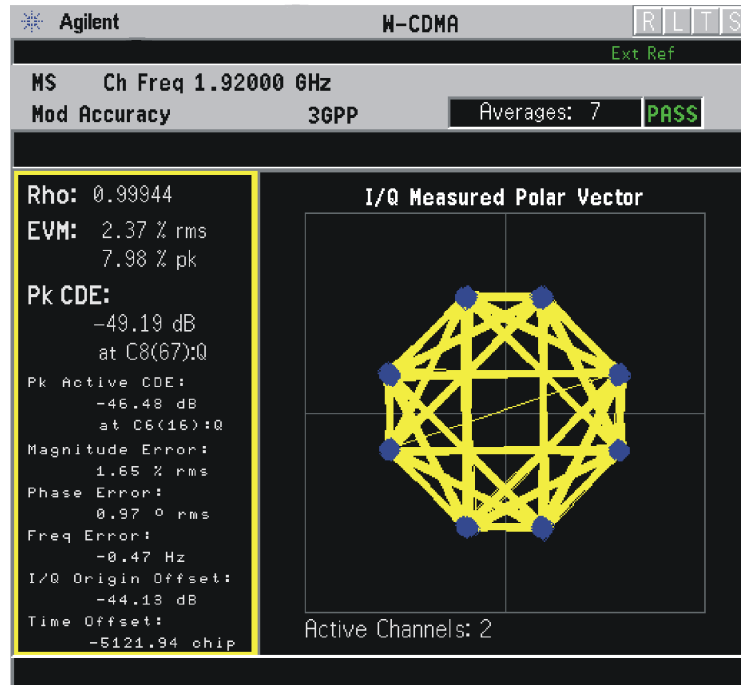 Agilent W-CDMA R L T S
Ext Ref
MS Ch Freq 1.92000 GHz
Mod Accuracy 3GPP Averages: 7 PASS
Rho: 0.99944
EVM: 2.37 % rms
7.98 % pk
Pk CDE:
-49.19 dB
at C8(67):Q
Pk Active CDE:
-46.48 dB
at C6(16):Q
Magnitude Error:
1.65 % rms
Phase Error:
0.97 º rms
Freq Error:
-0.47 Hz
I/Q Origin Offset:
-44.13 dB
Time Offset:
-5121.94 chip
I/Q Measured Polar Vector
Active Channels: 2